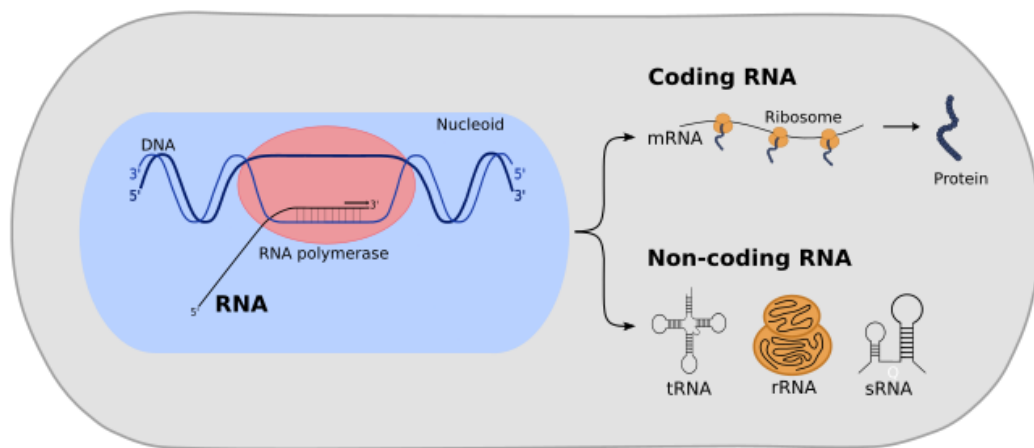 Coding RNA
Ribosome
mRNA
Protein
Nucleoid
DNA
3'
5'
5'
3'
3'
RNA polymerase
5'
RNA
Non-coding RNA
tRNA
rRNA
sRNA